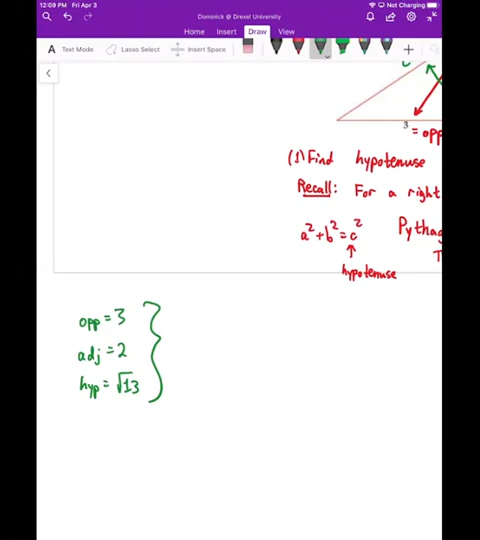 12:09 PM Fri Apr 3
Not Charging
Dominick @ Drexel University
Home Insert Draw View
A Text Mode Lasso Select Insert Space
3 = opp
(1) Find hypotenuse
Recall: For a right
a² + b² = c² Pythag
hypotenuse
opp = 3
adj = 2
hyp = √13